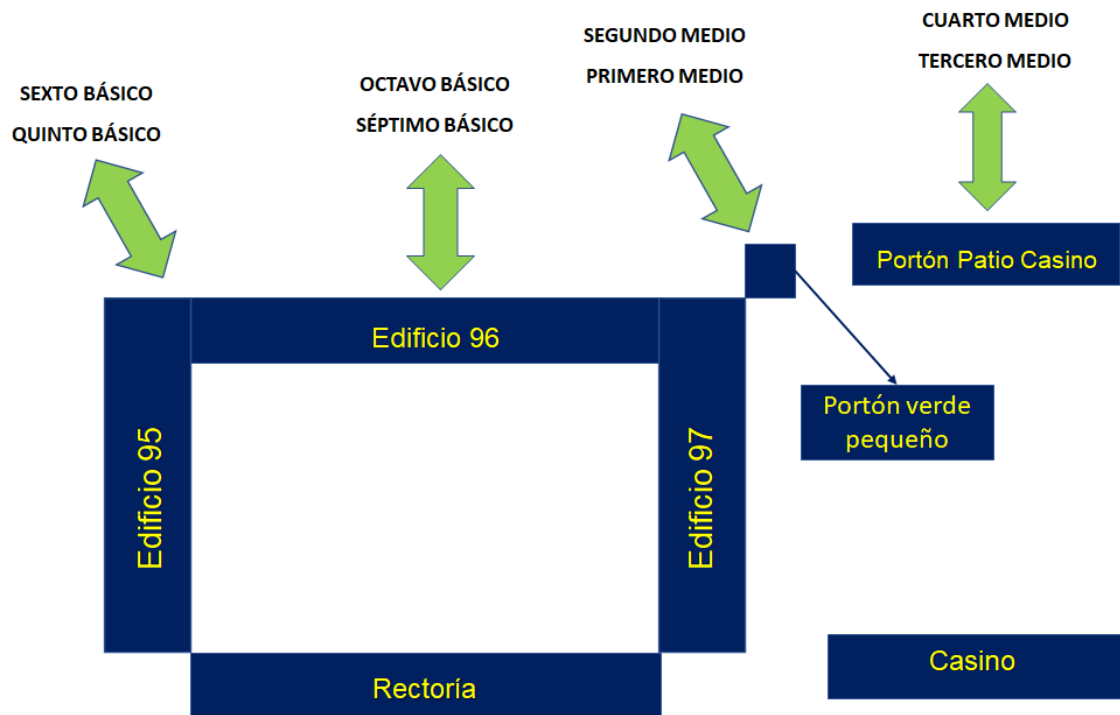 CUARTO MEDIO
TERCERO MEDIO
SEGUNDO MEDIO
PRIMERO MEDIO
OCTAVO BÁSICO
SÉPTIMO BÁSICO
SEXTO BÁSICO
QUINTO BÁSICO
Portón Patio Casino
Edificio 96
Portón verde
pequeño
Edificio 95
Edificio 97
Casino
Rectoría